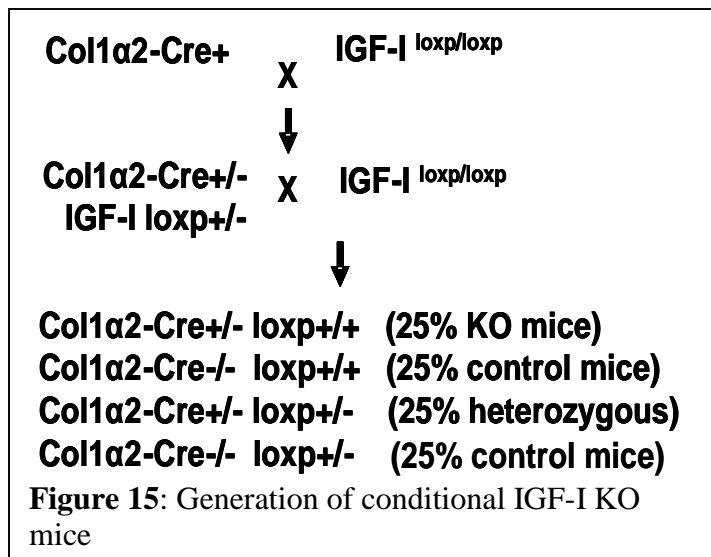 Col1α2-Cre+ X IGF-I loxp/loxp
Col1α2-Cre+/- X IGF-I loxp/loxp
IGF-I loxp+/-
Col1α2-Cre+/- loxp+/+ (25% KO mice)
Col1α2-Cre-/- loxp+/+ (25% control mice)
Col1α2-Cre+/- loxp+/- (25% heterozygous)
Col1α2-Cre-/- loxp+/- (25% control mice)
Figure 15: Generation of conditional IGF-I KO
mice